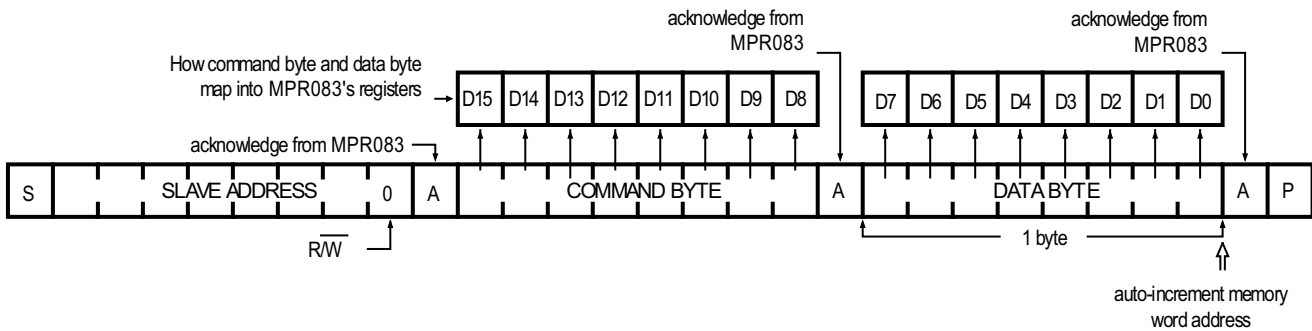 acknowledge from
MPR083
acknowledge from
MPR083
How command byte and data byte
map into MPR083's registers
D15 D14 D13 D12 D11 D10 D9 D8 D7 D6 D5 D4 D3 D2 D1 D0
acknowledge from MPR083
S SLAVE ADDRESS 0 A COMMAND BYTE A DATA BYTE A P
R/W
1 byte
auto-increment memory
word address